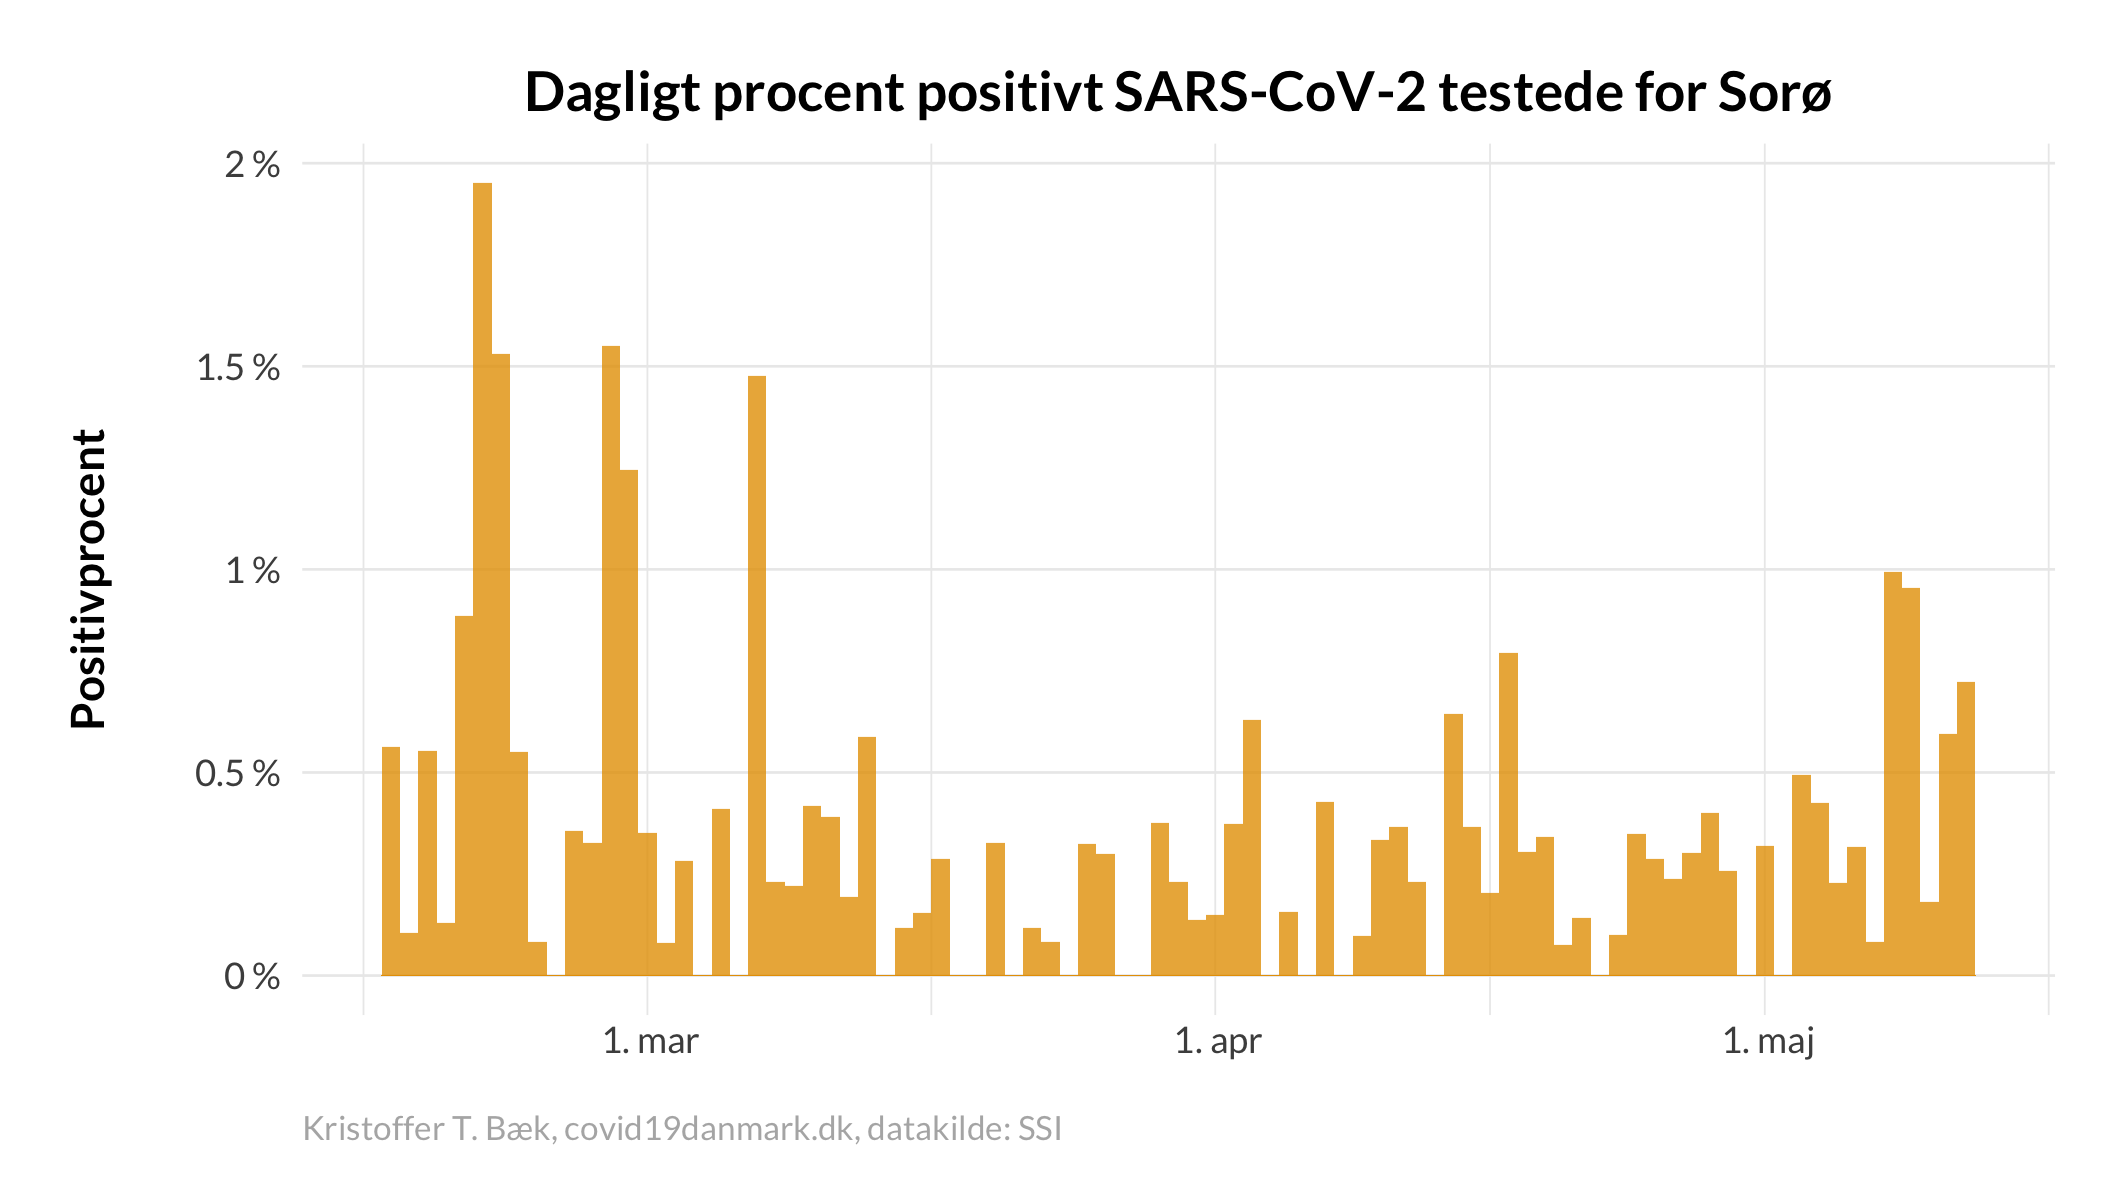 Dagligt procent positivt SARS-CoV-2 testede for Sorø
Positivprocent
2 %
1.5 %
1 %
0.5 %
0 %
1. mar
1. apr
1. maj
Kristoffer T. Bæk, covid19danmark.dk, datakilde: SSI